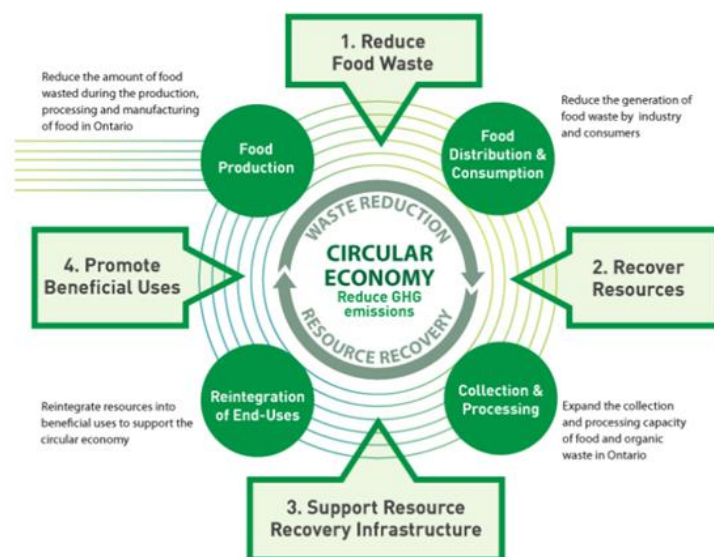 1. Reduce
Food Waste
Reduce the amount of food
wasted during the production,
processing and manufacturing
of food in Ontario
Food
Production
Food
Distribution &
Consumption
Reduce the generation of
food waste by industry
and consumers
WASTE REDUCTION
CIRCULAR
ECONOMY
Reduce GHG
emissions
RESOURCE RECOVERY
4. Promote
Beneficial Uses
2. Recover
Resources
Reintegrate resources into
beneficial uses to support the
circular economy
Reintegration
of End-Uses
Collection &
Processing
Expand the collection
and processing capacity
of food and organic
waste in Ontario
3. Support Resource
Recovery Infrastructure